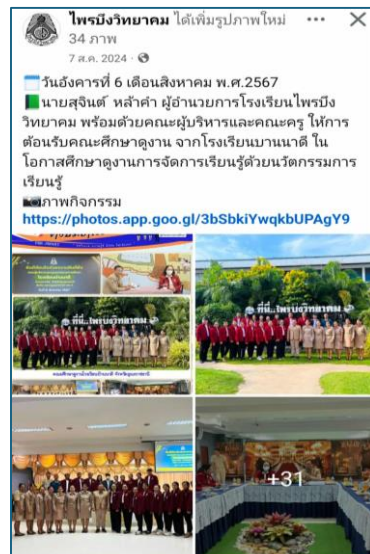 ไพรบึงวิทยาคม ได้เพิ่มรูปภาพใหม่
34 ภาพ
7 ส.ค. 2024
วันอังคารที่ 6 เดือนสิงหาคม พ.ศ.2567
นายสุจินต์ หล้าคำ ผู้อำนวยการโรงเรียนไพรบึง
วิทยาคม พร้อมด้วยคณะผู้บริหารและคณะครู ให้การ
ต้อนรับคณะศึกษาดูงาน จากโรงเรียนบานนาดี ใน
โอกาสศึกษาดูงานการจัดการเรียนรู้ด้วยนวัตกรรมการ
เรียนรู้
ภาพกิจกรรม
https://photos.app.goo.gl/3bSbkiYwqkbUPAgY9
ที่นี่..ไพรบึงวิทยาคม
ที่นี่..ไพรบึงวิทยาคม
+31